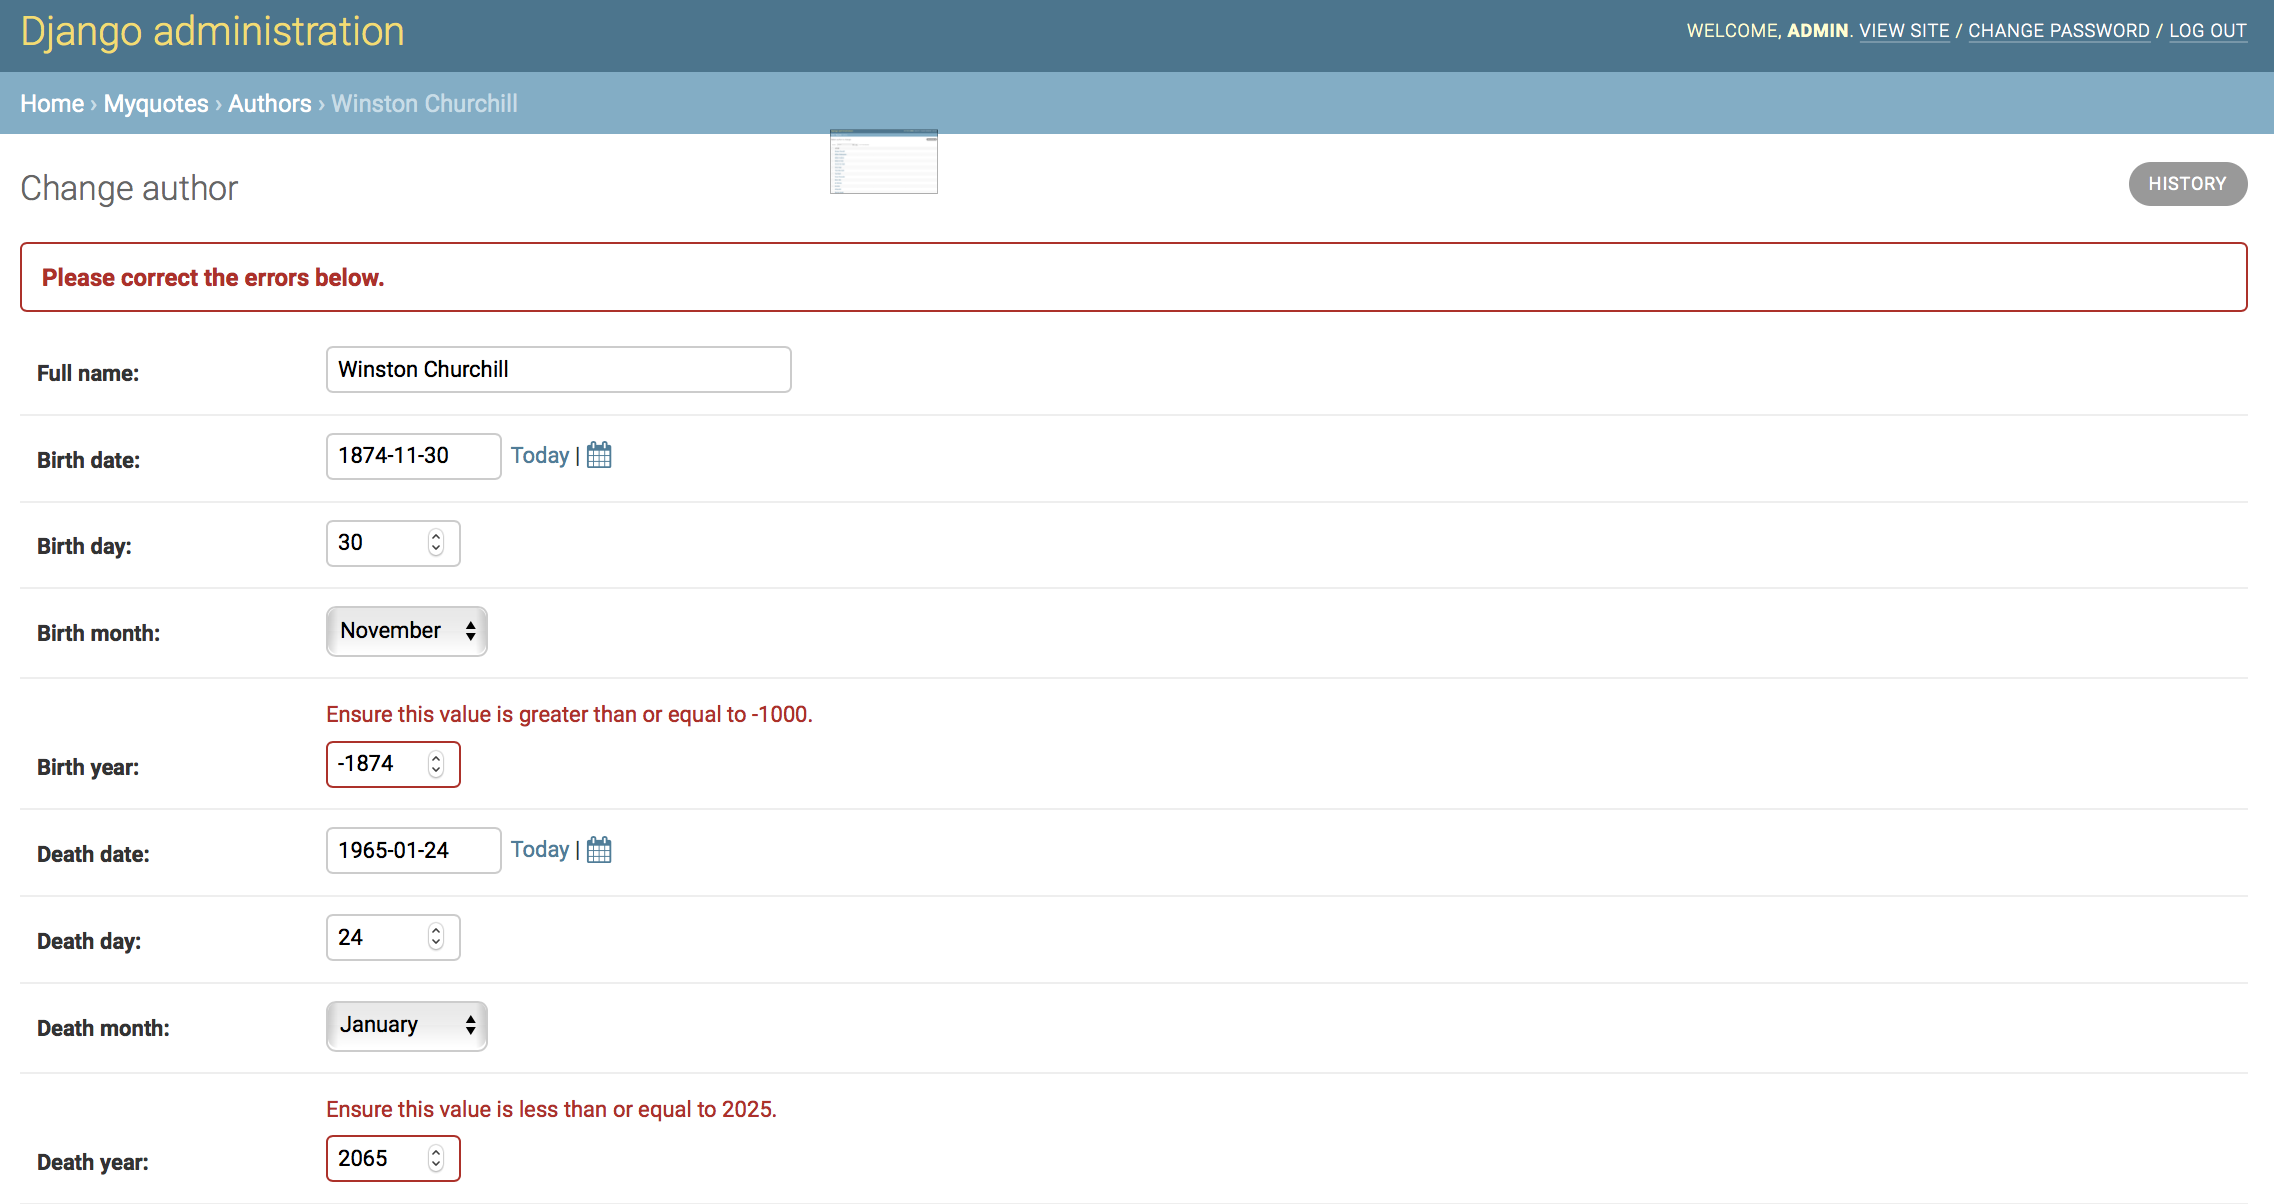 Django administration
WELCOME, ADMIN. VIEW SITE / CHANGE PASSWORD / LOG OUT
Home › Myquotes › Authors › Winston Churchill
Change author
HISTORY
Please correct the errors below.
Full name: Winston Churchill
Birth date: 1874-11-30 Today |
Birth day: 30
Birth month: November
Ensure this value is greater than or equal to -1000.
Birth year: -1874
Death date: 1965-01-24 Today |
Death day: 24
Death month: January
Ensure this value is less than or equal to 2025.
Death year: 2065